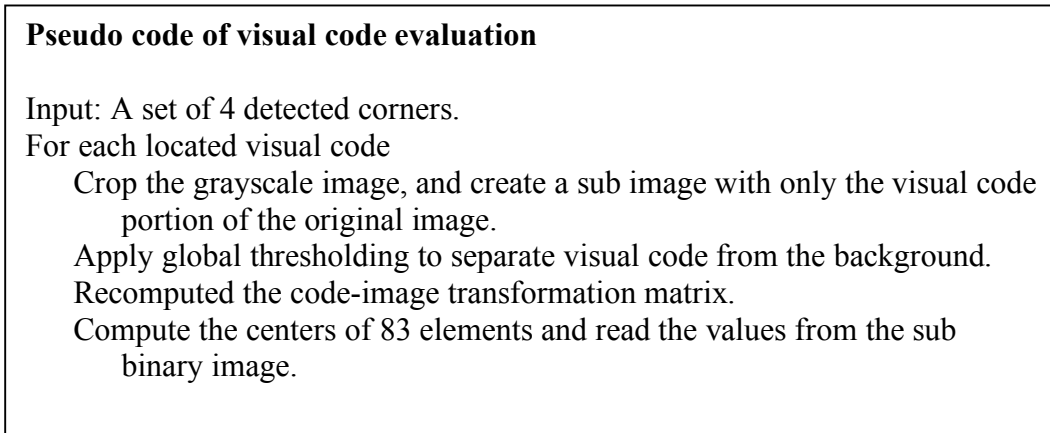 Pseudo code of visual code evaluation
Input: A set of 4 detected corners.
For each located visual code
Crop the grayscale image, and create a sub image with only the visual code
portion of the original image.
Apply global thresholding to separate visual code from the background.
Recomputed the code-image transformation matrix.
Compute the centers of 83 elements and read the values from the sub
binary image.